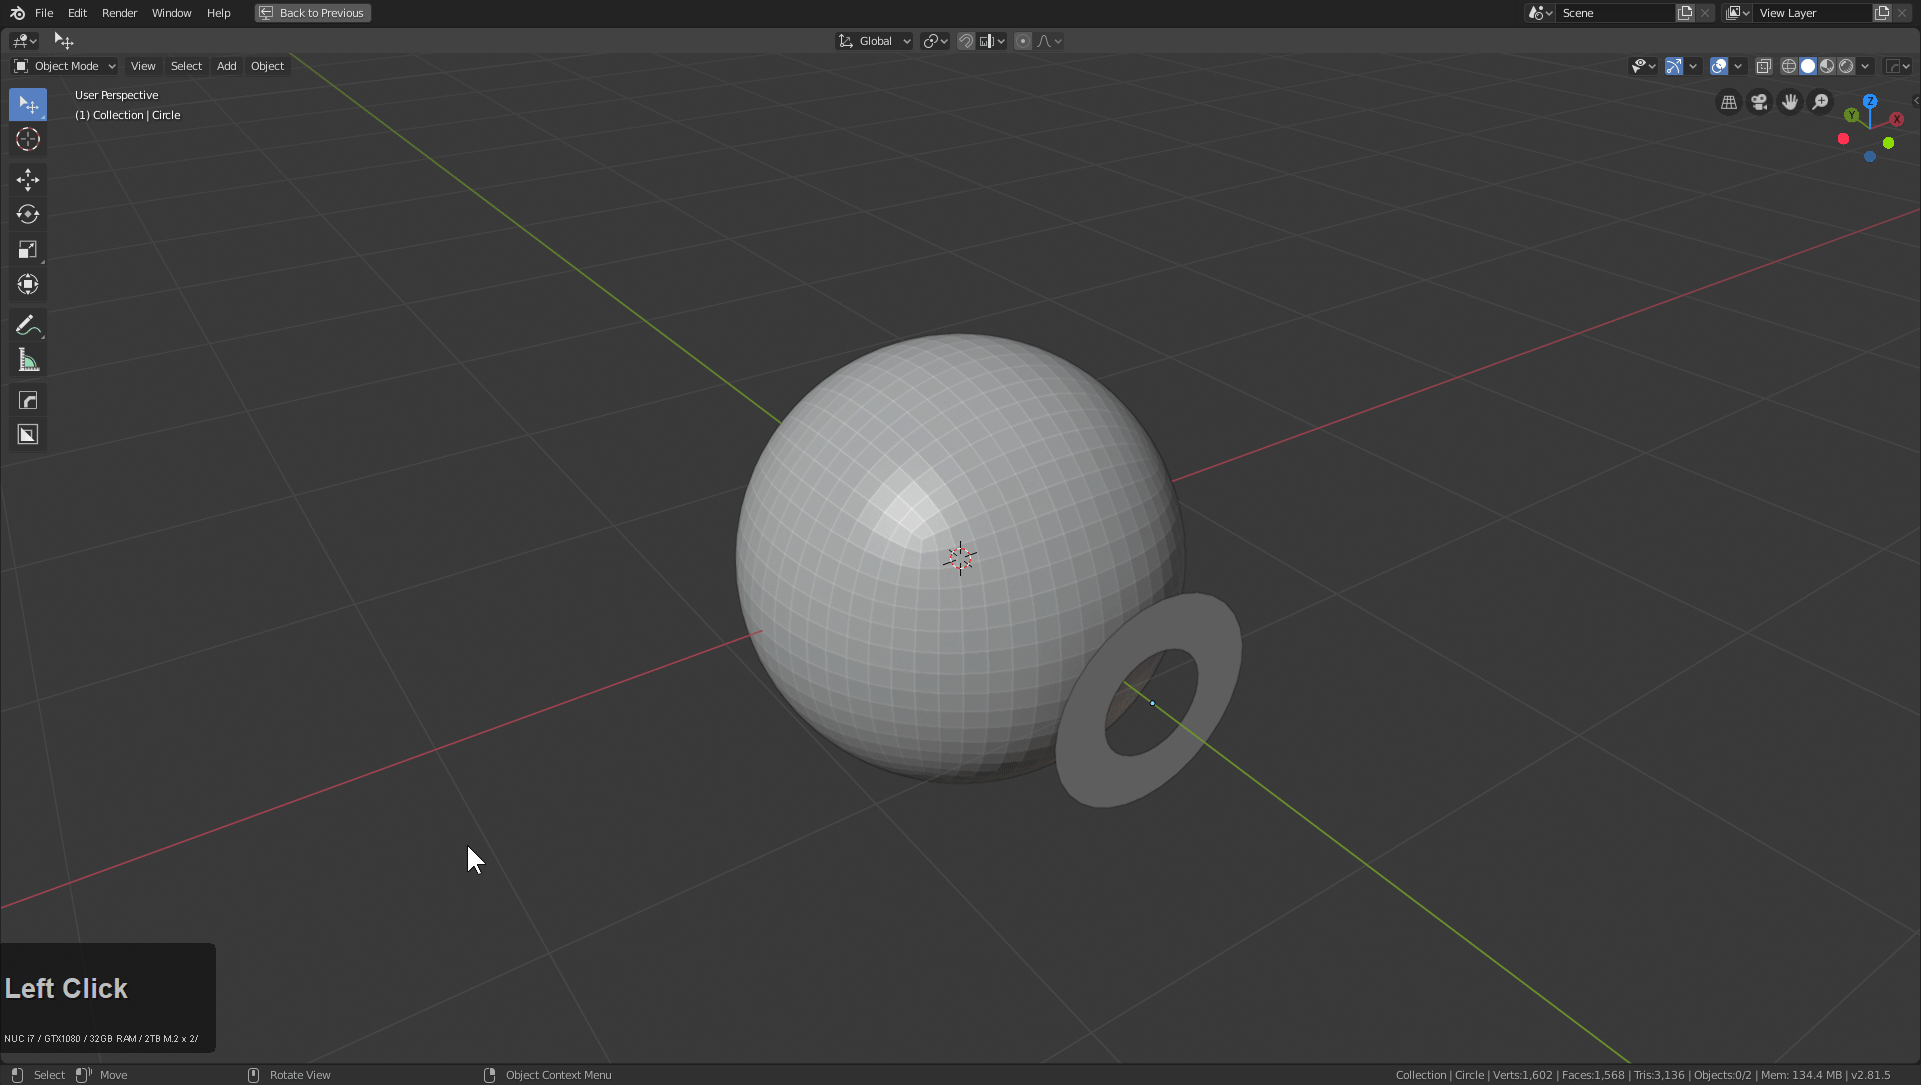 File Edit Render Window Help Back to Previous Scene View Layer
Global
Object Mode View Select Add Object
User Perspective
(1) Collection | Circle
Z
Y
X
Left Click
NUC i7 / GTX1080 / 32GB RAM / 2TB M.2 x 2/
Select Move Rotate View Object Context Menu Collection | Circle | Verts:1,602 | Faces:1,568 | Tris:3,136 | Objects:0/2 | Mem: 134.4 MB | v2.81.5